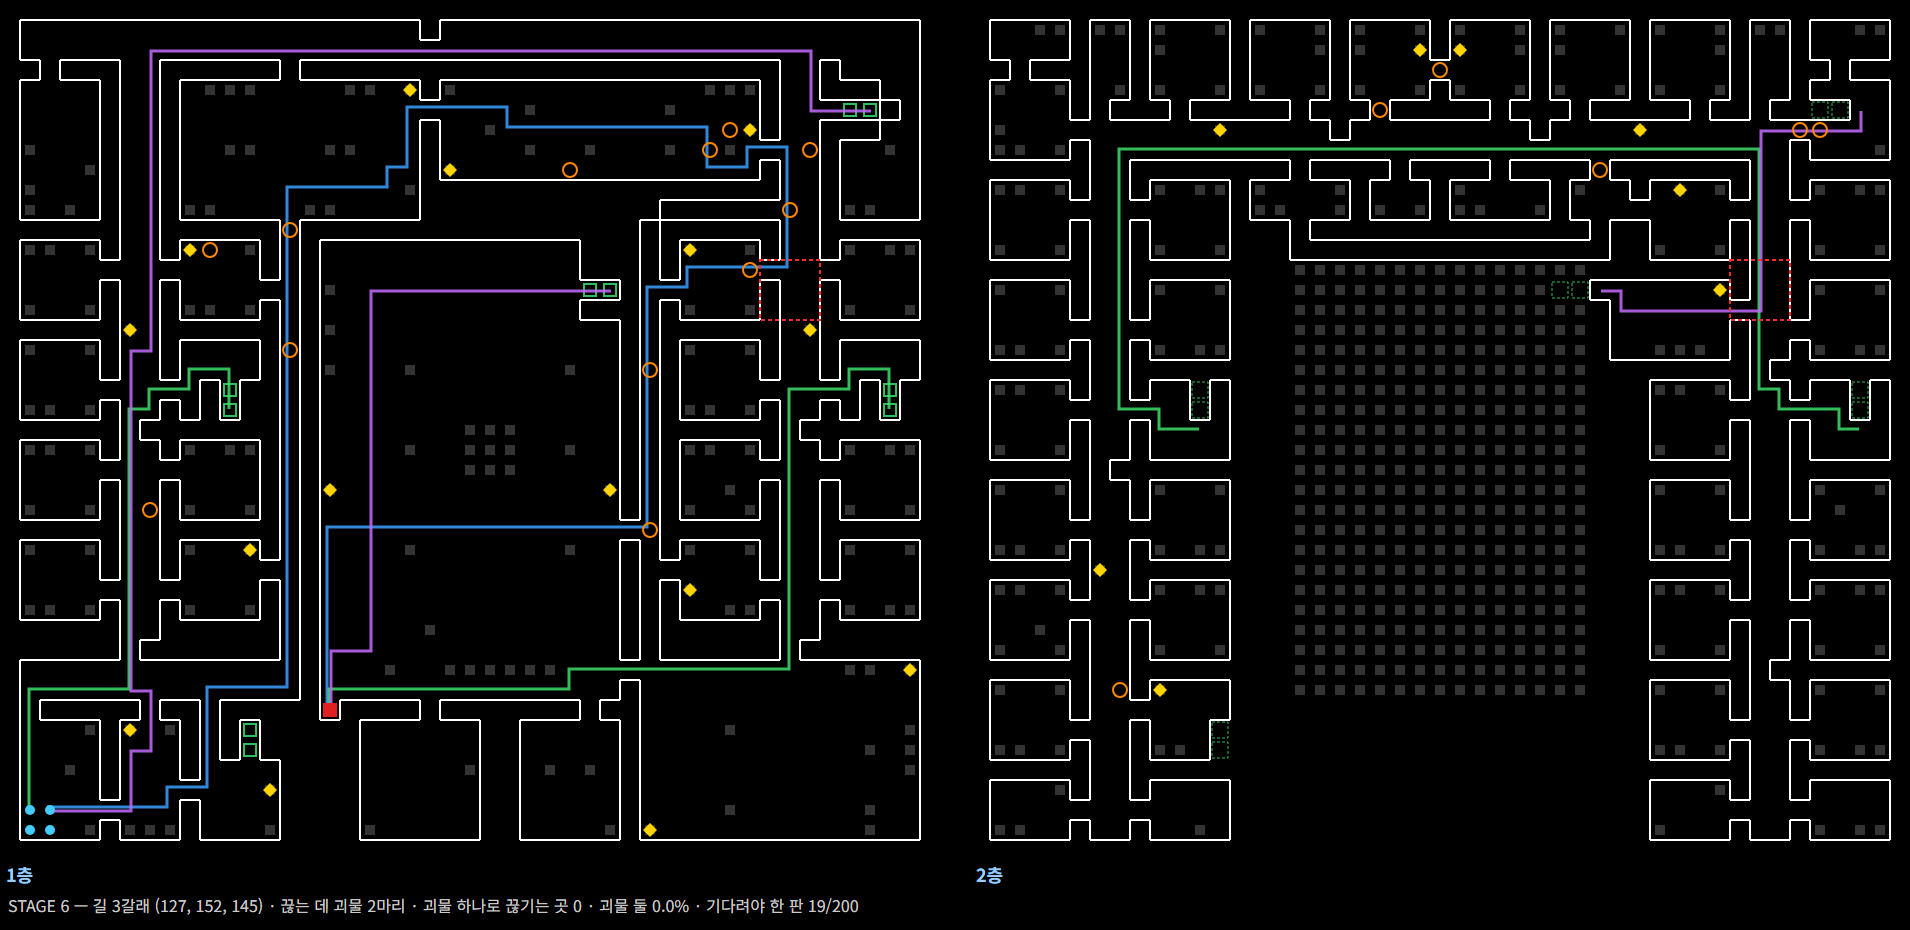 1층
2층
STAGE 6 — 길 3갈래 (127, 152, 145) · 끊는 데 괴물 2마리 · 괴물 하나로 끊기는 곳 0 · 괴물 둘 0.0% · 기다려야 한 판 19/200